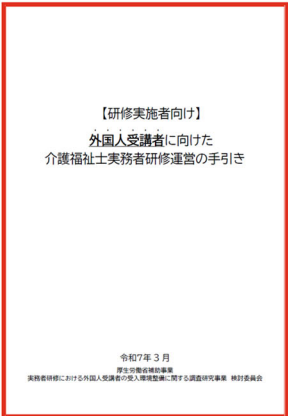 【研修実施者向け】
外国人受講者に向けた
介護福祉士実務者研修運営の手引き
令和7年3月
厚生労働省補助事業
実務者研修における外国人受講者の受入環境整備に関する調査研究事業 検討委員会